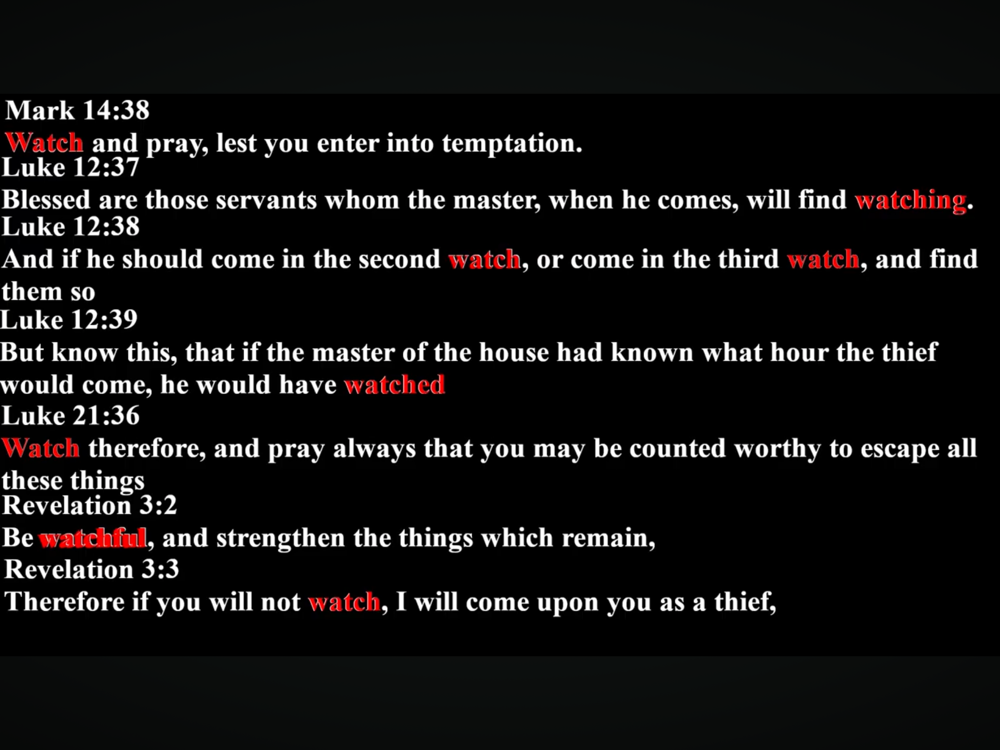 Mark 14:38
Watch and pray, lest you enter into temptation.
Luke 12:37
Blessed are those servants whom the master, when he comes, will find watching.
Luke 12:38
And if he should come in the second watch, or come in the third watch, and find
them so
Luke 12:39
But know this, that if the master of the house had known what hour the thief
would come, he would have watched
Luke 21:36
Watch therefore, and pray always that you may be counted worthy to escape all
these things
Revelation 3:2
Be watchful, and strengthen the things which remain,
Revelation 3:3
Therefore if you will not watch, I will come upon you as a thief,